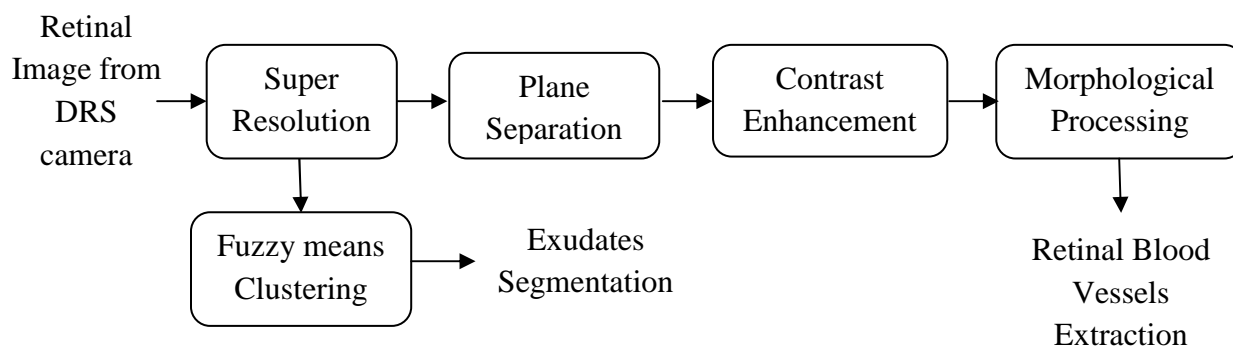 Retinal
Image from
DRS
camera
Super
Resolution
Plane
Separation
Contrast
Enhancement
Morphological
Processing
Fuzzy means
Clustering
Exudates
Segmentation
Retinal Blood
Vessels
Extraction